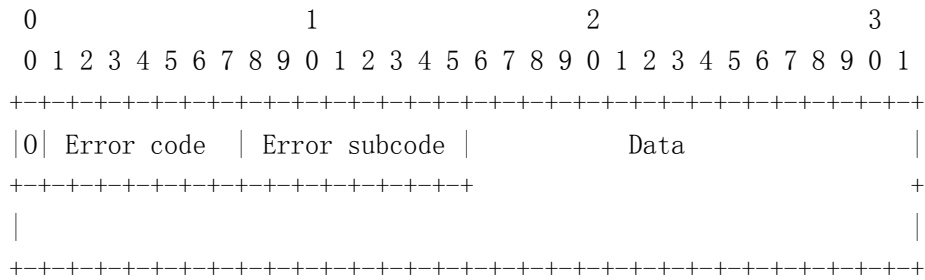 0                   1                   2                   3
 0 1 2 3 4 5 6 7 8 9 0 1 2 3 4 5 6 7 8 9 0 1 2 3 4 5 6 7 8 9 0 1
+-+-+-+-+-+-+-+-+-+-+-+-+-+-+-+-+-+-+-+-+-+-+-+-+-+-+-+-+-+-+-+-+
|O| Error code  | Error subcode |           Data                |
+-+-+-+-+-+-+-+-+-+-+-+-+-+-+-+-+                               +
|                                                               |
+-+-+-+-+-+-+-+-+-+-+-+-+-+-+-+-+-+-+-+-+-+-+-+-+-+-+-+-+-+-+-+-+